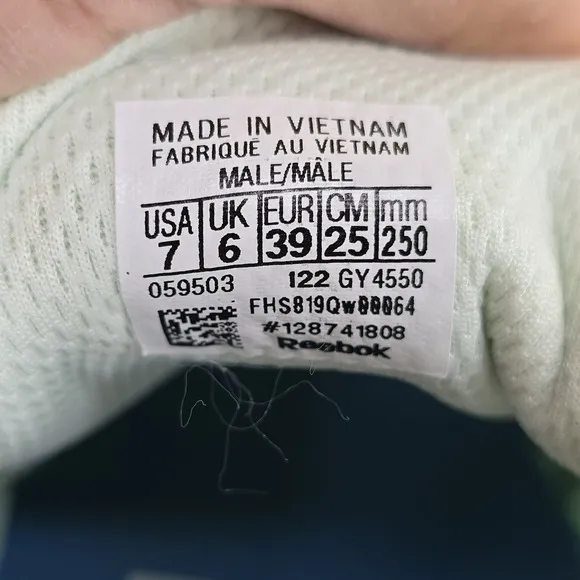 MADE IN VIETNAM
FABRIQUÉ AU VIETNAM
MALE/MÂLE
USA UK EUR CM mm
7 6 39 25 250
059503 122 GY4550
#128741808
Reebok